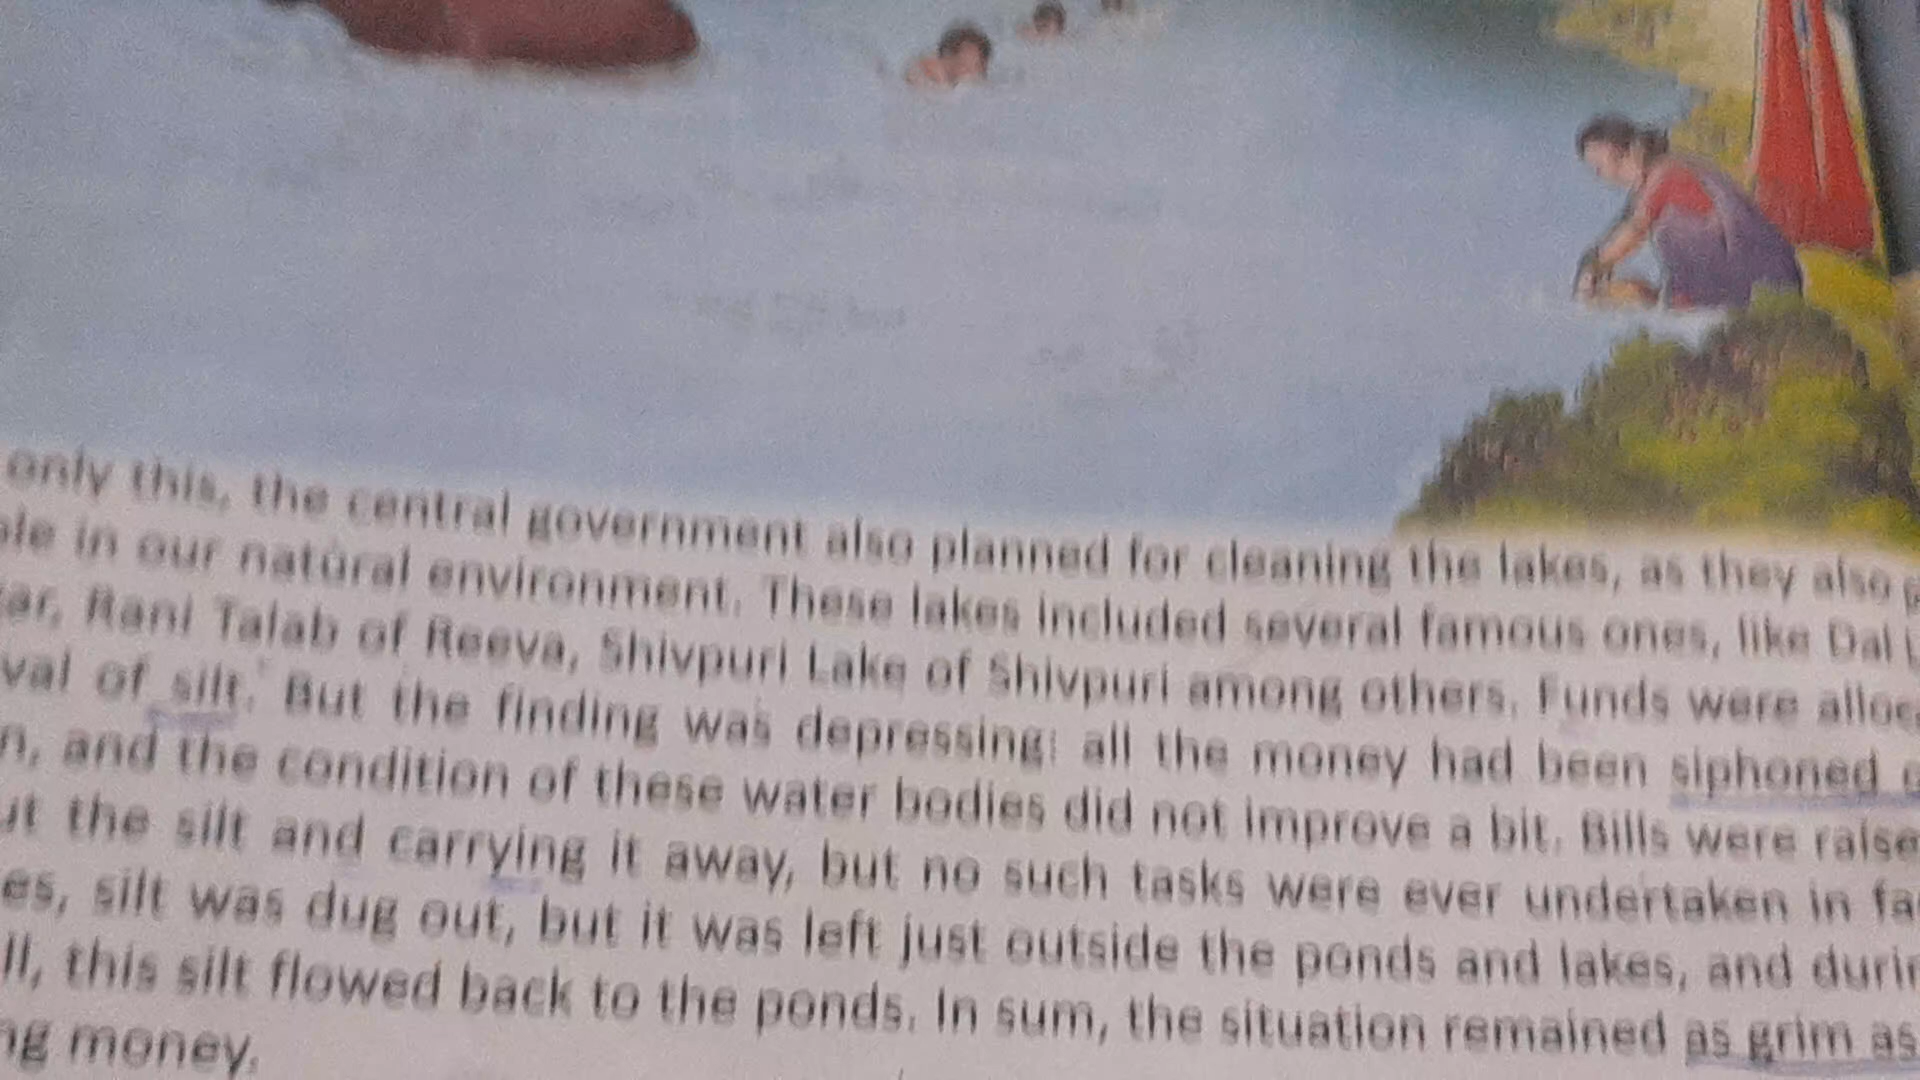 only this, the central government also planned for cleaning the lakes, as they also
in our natural environment. These lakes included several famous ones, like Dal
Rani Talab of Reeva, Shivpuri Lake of Shivpuri among others. Funds were
val of silt. But the finding was depressing: all the money had been siphoned
n, and the condition of these water bodies did not improve a bit. Bills were raise
ut the silt and carrying it away, but no such tasks were ever undertaken in fa
es, silt was dug out, but it was left just outside the ponds and lakes, and durin
ll, this silt flowed back to the ponds. In sum, the situation remained as grim as
ng money.